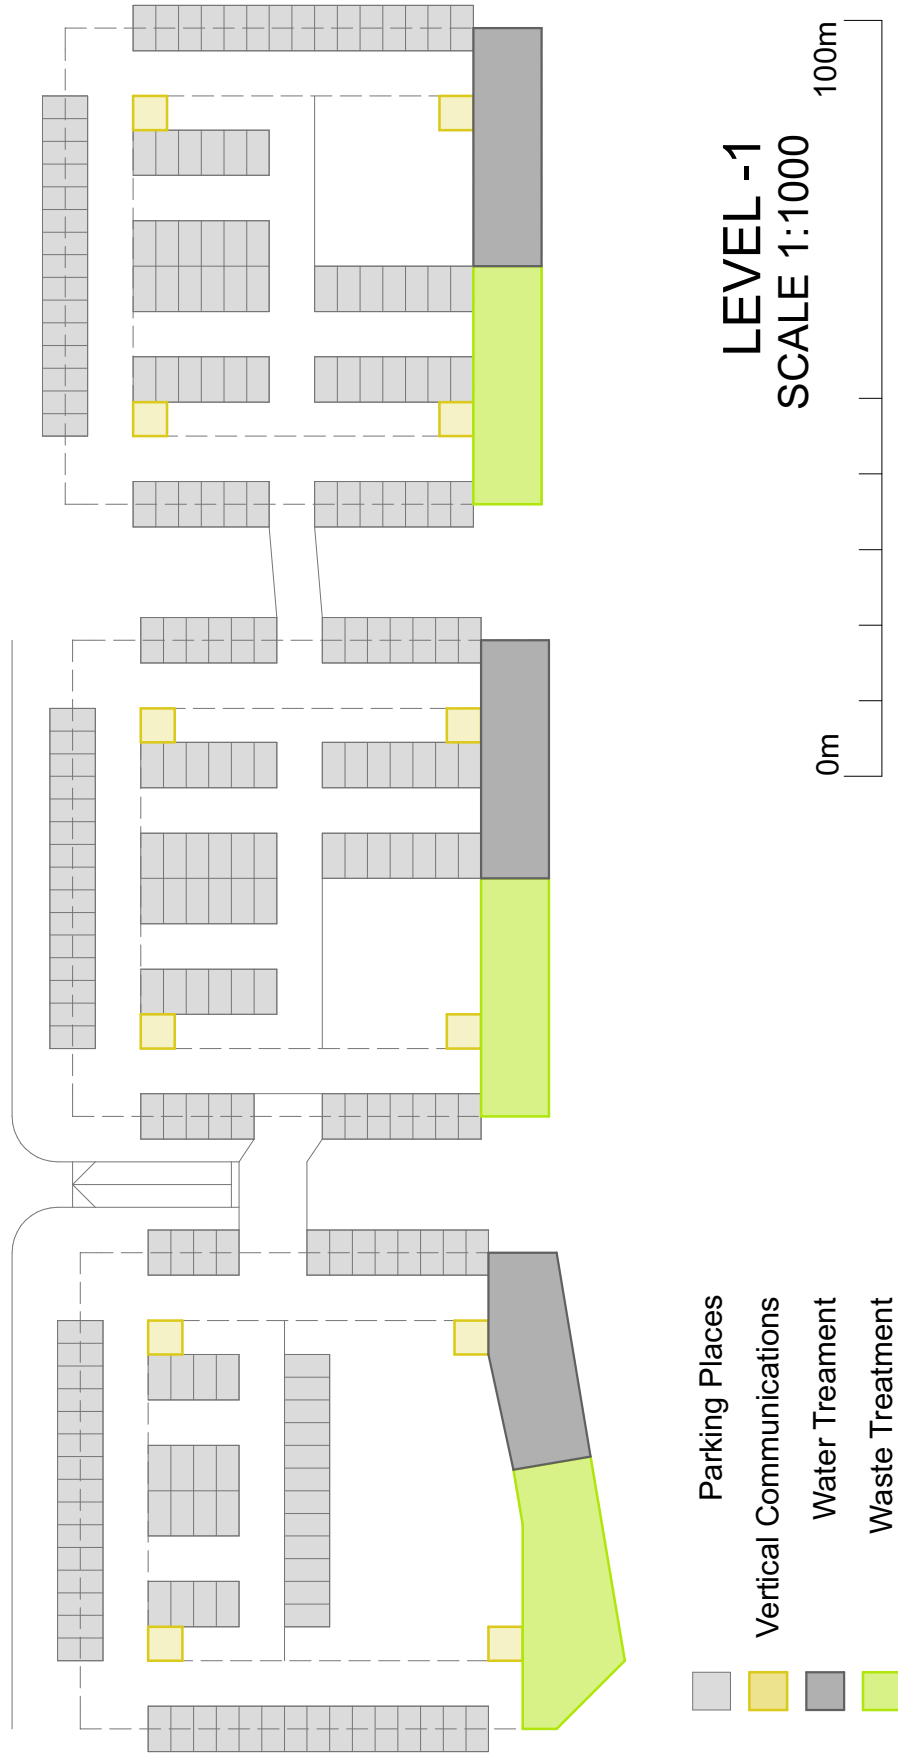 LEVEL -1
SCALE 1:1000
0m 100m
Parking Places
Vertical Communications
Water Treament
Waste Treatment